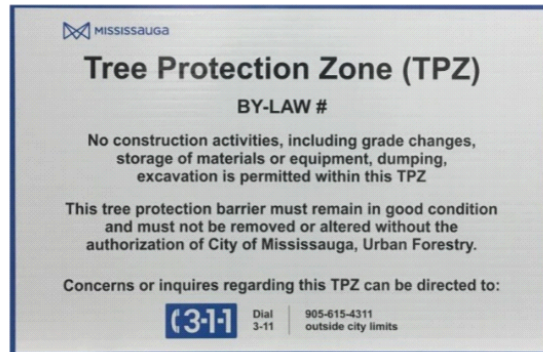 MISSISSAUGA
Tree Protection Zone (TPZ)
BY-LAW #
No construction activities, including grade changes,
storage of materials or equipment, dumping,
excavation is permitted within this TPZ
This tree protection barrier must remain in good condition
and must not be removed or altered without the
authorization of City of Mississauga, Urban Forestry.
Concerns or inquires regarding this TPZ can be directed to:
3-1-1
Dial
3-11
905-615-4311
outside city limits